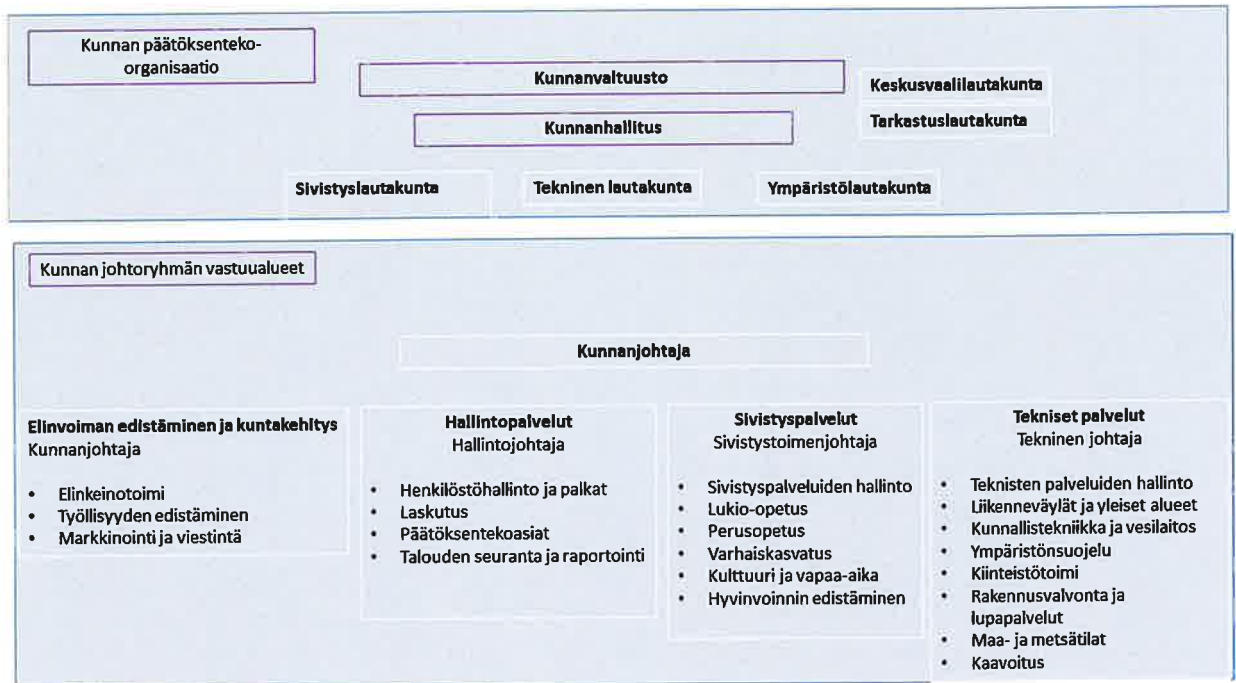 Kunnan päätöksenteko-
organisaatio
Kunnanvaltuusto
Keskusvaalilautakunta
Kunnanhallitus
Tarkastuslautakunta
Sivistyslautakunta
Tekninen lautakunta
Ympäristölautakunta
Kunnan johtoryhmän vastuualueet
Kunnanjohtaja
Elinvoiman edistäminen ja kuntakehitys
Kunnanjohtaja
• Elinkeinotoimi
• Työllisyyden edistäminen
• Markkinointi ja viestintä
Hallintopalvelut
Hallintojohtaja
• Henkilöstöhallinto ja palkat
• Laskutus
• Päätöksentekoasiat
• Talouden seuranta ja raportointi
Sivistyspalvelut
Sivistystoimenjohtaja
• Sivistyspalveluiden hallinto
• Lukio-opetus
• Perusopetus
• Varhaiskasvatus
• Kulttuuri ja vapaa-aika
• Hyvinvoinnin edistäminen
Tekniset palvelut
Tekninen johtaja
• Teknisten palveluiden hallinto
• Liikenneväylät ja yleiset alueet
• Kunnallistekniikka ja vesilaitos
• Ympäristönsuojelu
• Kiinteistötoimi
• Rakennusvalvonta ja
lupapalvelut
• Maa- ja metsätilat
• Kaavoitus